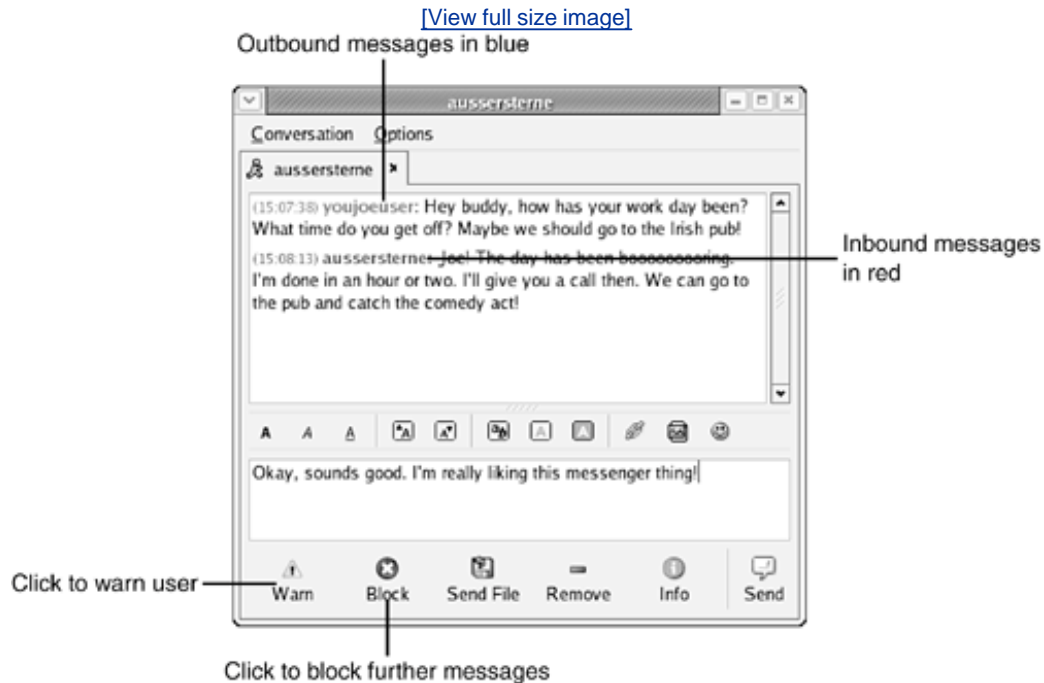 [View full size image]
Outbound messages in blue
aussersterne
Conversation Options
aussersterne
(15:07:38) youjoeuser: Hey buddy, how has your work day been?
What time do you get off? Maybe we should go to the Irish pub!
(15:08:13) aussersterne: Joe! The day has been booooooooring.
I'm done in an hour or two. I'll give you a call then. We can go to
the pub and catch the comedy act!
Inbound messages
in red
A A A A A A A A
Okay, sounds good. I'm really liking this messenger thing!
Click to warn user
Warn Block Send File Remove Info Send
Click to block further messages